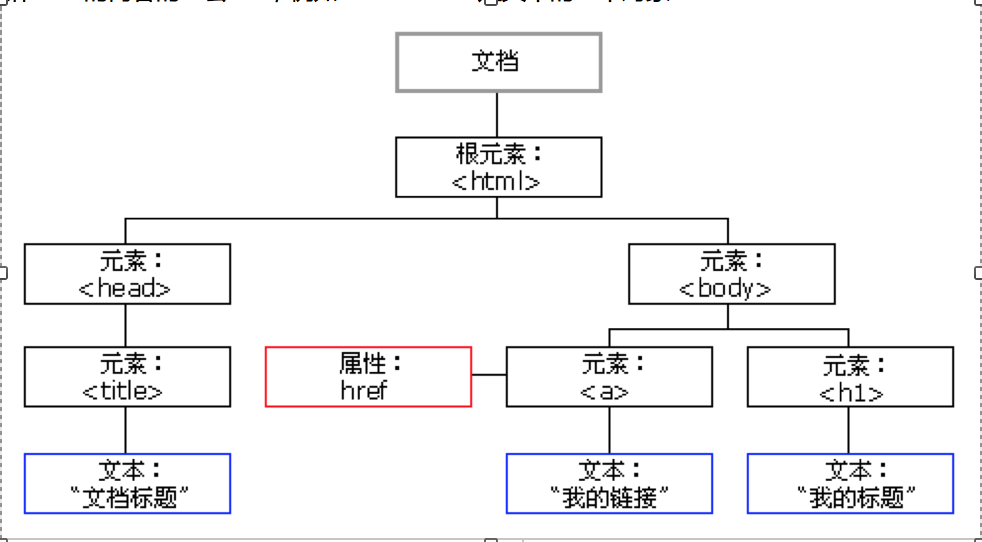 文档
根元素：
<html>
元素：
<head>
元素：
<body>
元素：
<title>
属性：
href
元素：
<a>
元素：
<h1>
文本：
“文档标题”
文本：
“我的链接”
文本：
“我的标题”